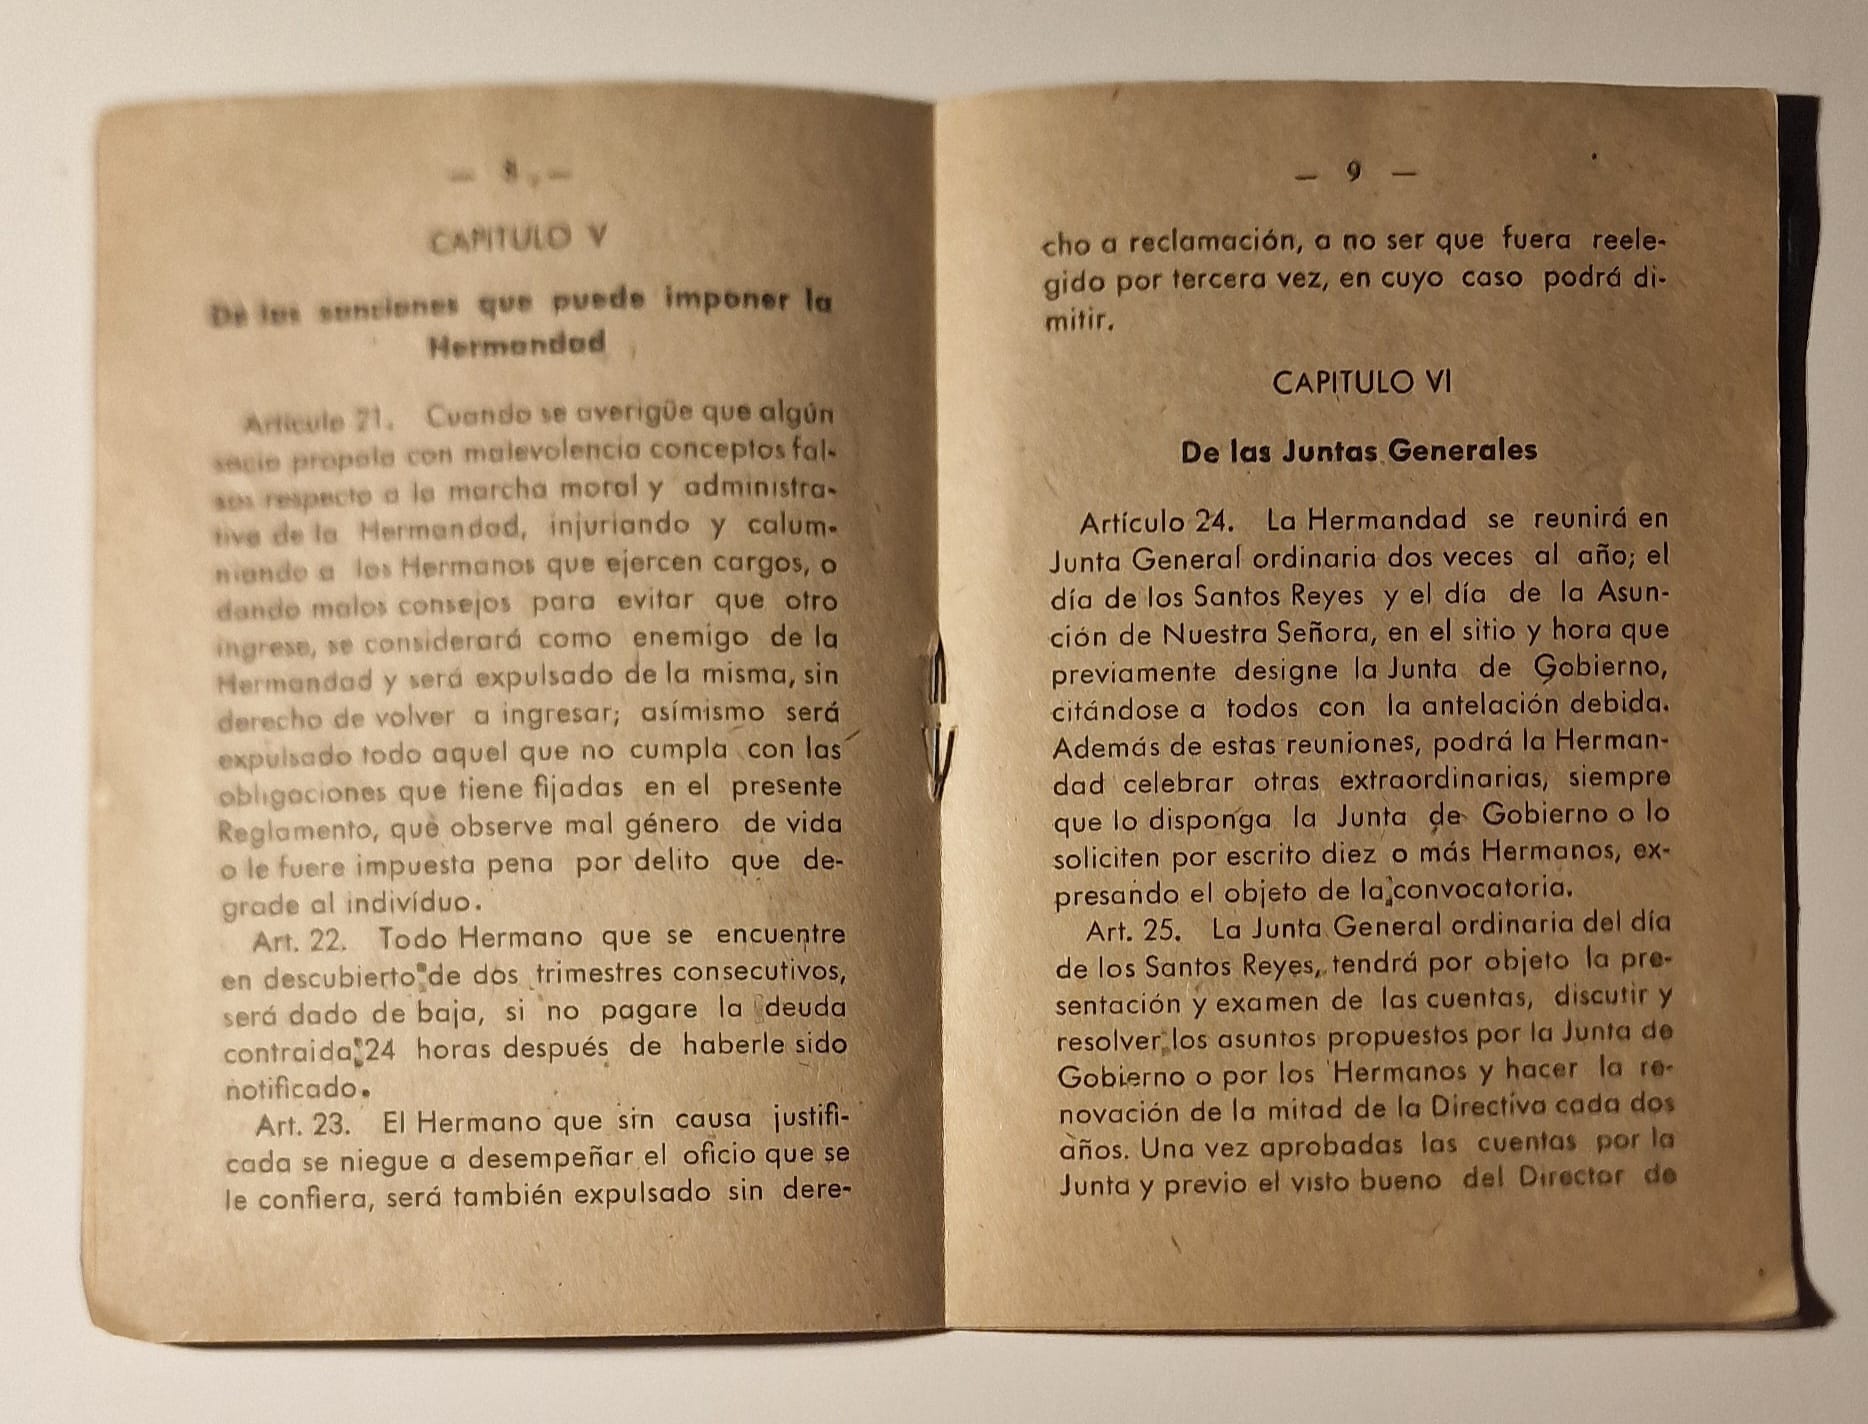 — 8 —
CAPITULO V
De las sanciones que puede imponer la
Hermandad
Artículo 21. Cuando se averigüe que algún
socio propala con malevolencia conceptos fal-
sos respecto a la marcha moral y administra-
tiva de la Hermandad, injuriando y calum-
niando a los Hermanos que ejercen cargos, o
dando malos consejos para evitar que otro
ingrese, se considerará como enemigo de la
Hermandad y será expulsado de la misma, sin
derecho de volver a ingresar; asímismo será
expulsado todo aquel que no cumpla con las
obligaciones que tiene fijadas en el presente
Reglamento, que observe mal género de vida
o le fuere impuesta pena por delito que de-
grade al indivíduo.
Art. 22. Todo Hermano que se encuentre
en descubierto de dos trimestres consecutivos,
será dado de baja, si no pagare la deuda
contraida 24 horas después de haberle sido
notificado.
Art. 23. El Hermano que sin causa justifi-
cada se niegue a desempeñar el oficio que se
le confiera, será también expulsado sin dere-
— 9 —
cho a reclamación, a no ser que fuera reele-
gido por tercera vez, en cuyo caso podrá di-
mitir.
CAPITULO VI
De las Juntas Generales
Artículo 24. La Hermandad se reunirá en
Junta General ordinaria dos veces al año; el
día de los Santos Reyes y el día de la Asun-
ción de Nuestra Señora, en el sitio y hora que
previamente designe la Junta de Gobierno,
citándose a todos con la antelación debida.
Además de estas reuniones, podrá la Herman-
dad celebrar otras extraordinarias, siempre
que lo disponga la Junta de Gobierno o lo
soliciten por escrito diez o más Hermanos, ex-
presando el objeto de la convocatoria.
Art. 25. La Junta General ordinaria del día
de los Santos Reyes, tendrá por objeto la pre-
sentación y examen de las cuentas, discutir y
resolver los asuntos propuestos por la Junta de
Gobierno o por los Hermanos y hacer la re-
novación de la mitad de la Directiva cada dos
años. Una vez aprobadas las cuentas por la
Junta y previo el visto bueno del Director de